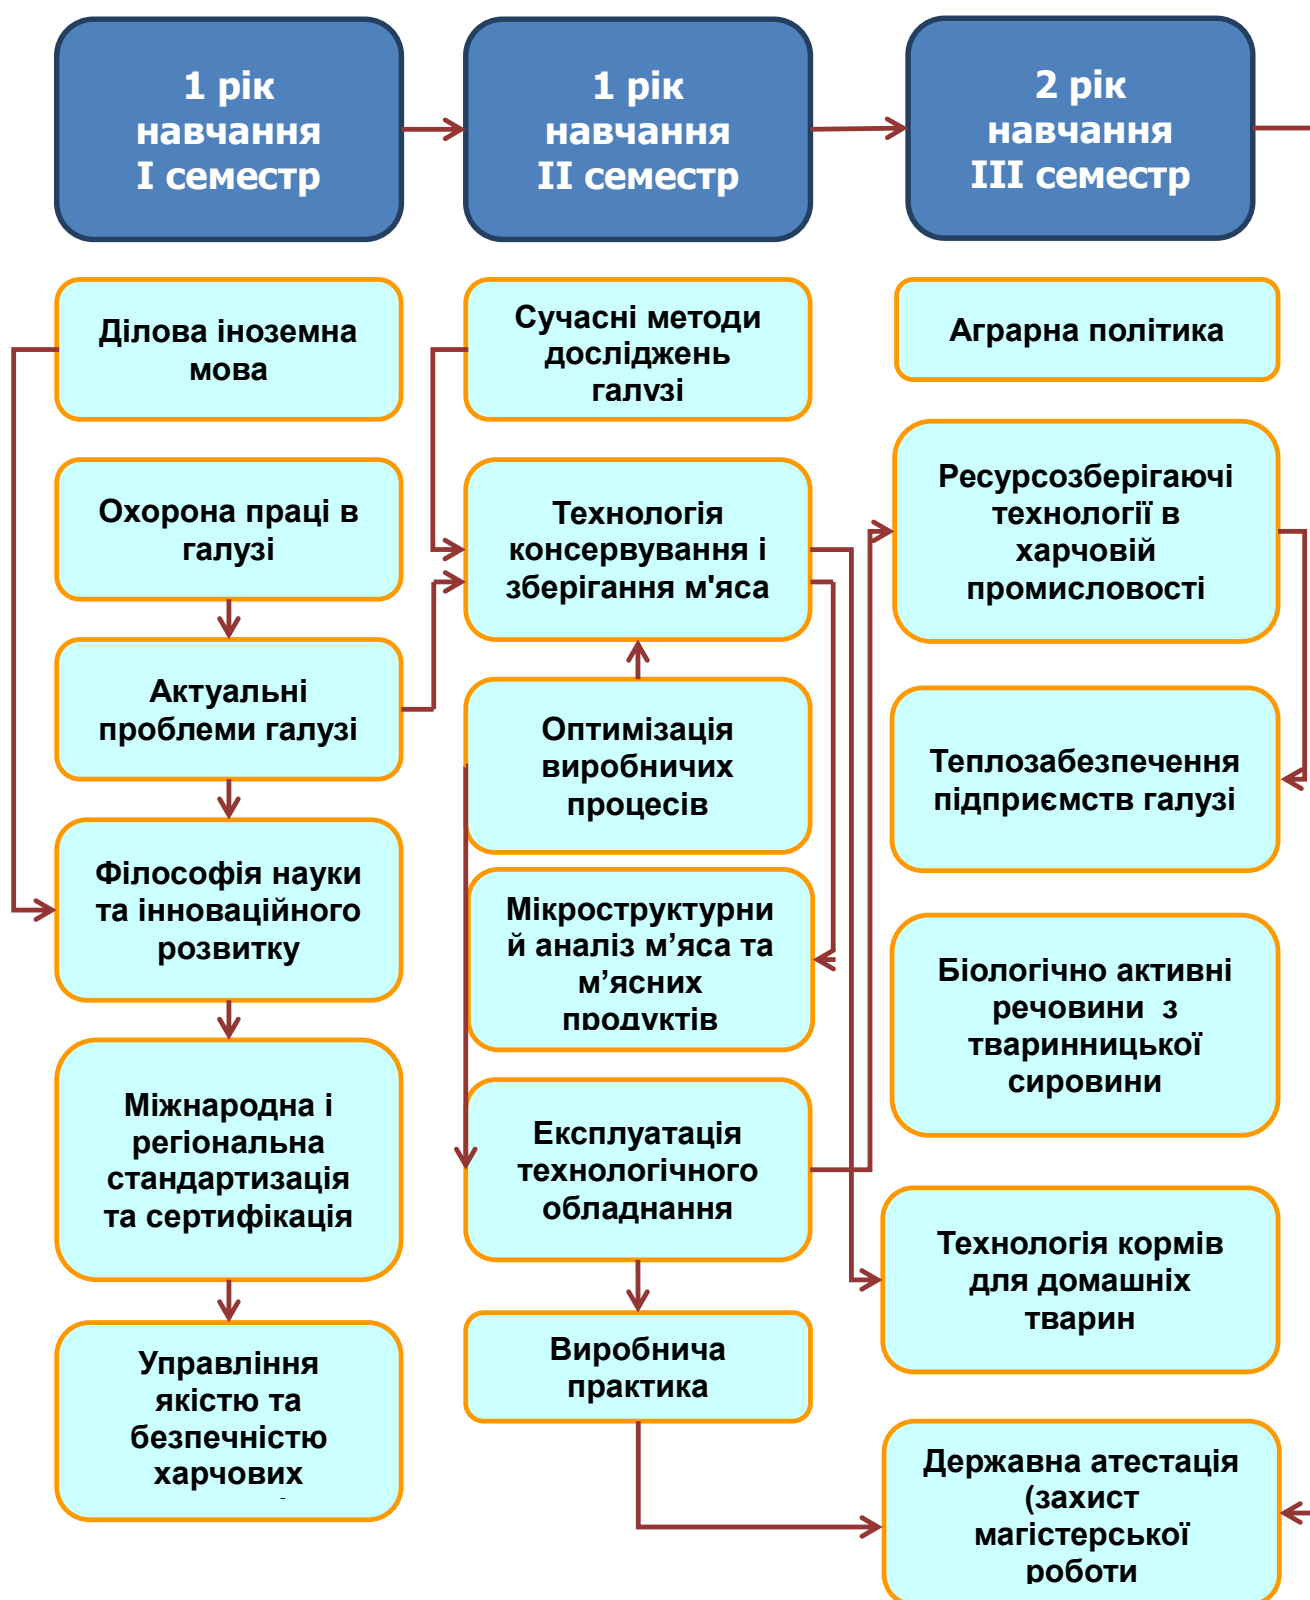 1 рік
навчання
І семестр
1 рік
навчання
ІІ семестр
2 рік
навчання
ІІІ семестр
Ділова іноземна
мова
Охорона праці в
галузі
Актуальні
проблеми галузі
Філософія науки
та інноваційного
розвитку
Міжнародна і
регіональна
стандартизація
та сертифікація
Управління
якістю та
безпечністю
харчових
Сучасні методи
досліджень
галузі
Технологія
консервування і
зберігання м'яса
Оптимізація
виробничих
процесів
Мікроструктурни
й аналіз м’яса та
м’ясних
продуктів
Експлуатація
технологічного
обладнання
Виробнича
практика
Аграрна політика
Ресурсозберігаючі
технології в
харчовій
промисловості
Теплозабезпечення
підприємств галузі
Біологічно активні
речовини з
тваринницької
сировини
Технологія кормів
для домашніх
тварин
Державна атестація
(захист
магістерської
роботи